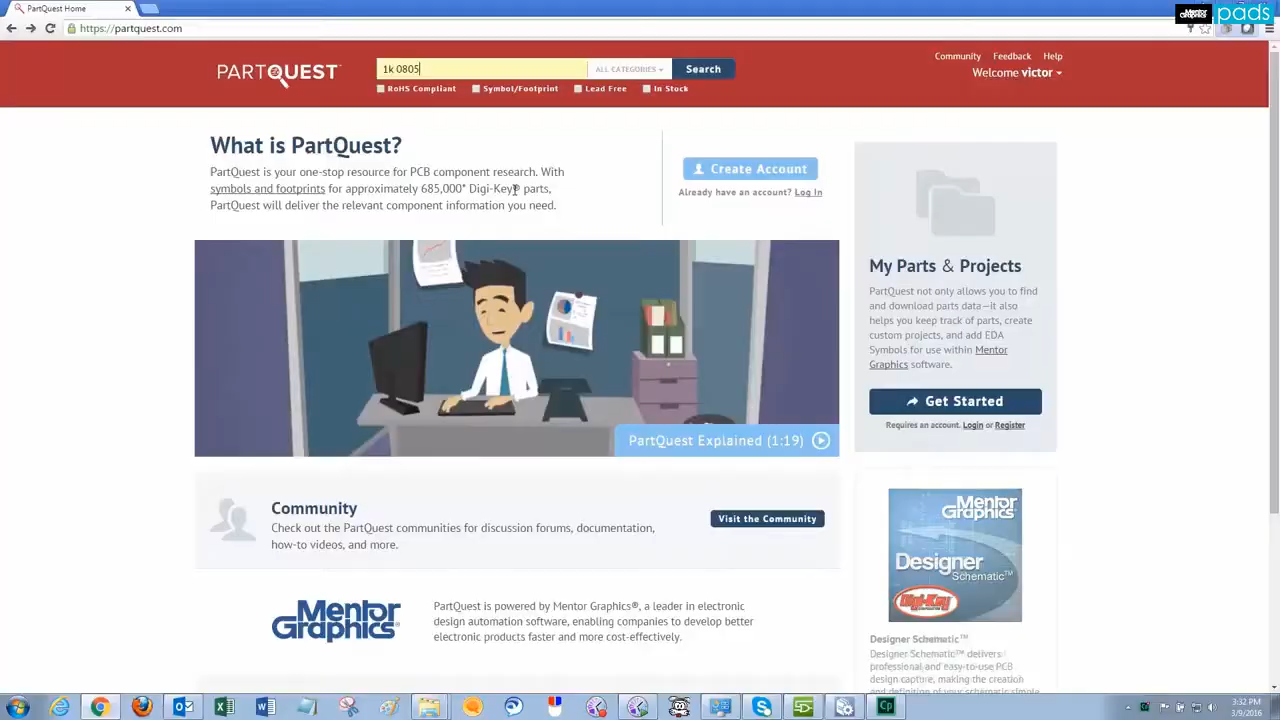 PartQuest Home
Mentor Graphics pads
https://partquest.com
PARTQUEST
1k 0805
ALL CATEGORIES
Search
RoHS Compliant
Symbol/Footprint
Lead Free
In Stock
Community
Feedback
Help
Welcome victor
What is PartQuest?
PartQuest is your one-stop resource for PCB component research. With
symbols and footprints for approximately 685,000* Digi-Key® parts,
PartQuest will deliver the relevant component information you need.
Create Account
Already have an account? Log In
PartQuest Explained (1:19)
My Parts & Projects
PartQuest not only allows you to find
and download parts data—it also
helps you keep track of parts, create
custom projects, and add EDA
Symbols for use within Mentor
Graphics software.
Get Started
Requires an account. Login or Register
Community
Check out the PartQuest communities for discussion forums, documentation,
how-to videos, and more.
Visit the Community
Mentor
Graphics®
PartQuest is powered by Mentor Graphics®, a leader in electronic
design automation software, enabling companies to develop better
electronic products faster and more cost-effectively.
Mentor
Graphics
Designer
Schematic™
Digi-Key
Designer Schematic™
Designer Schematic™ delivers
professional and easy-to-use PCB
design capture, making the creation
and definition of your schematic simple
Cp
3:32 PM
3/9/2016